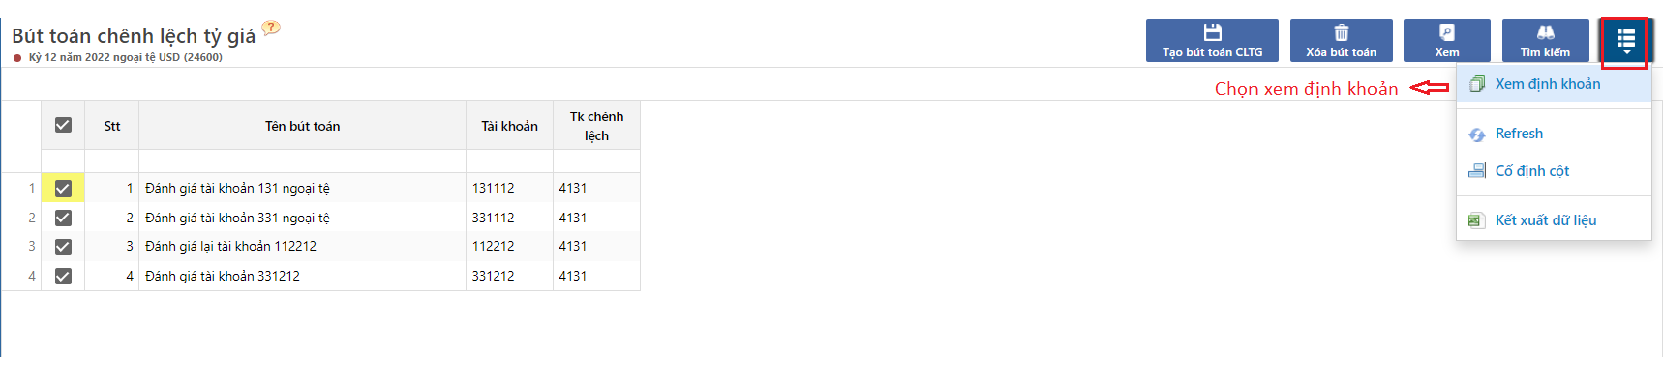 Bút toán chênh lệch tỷ giá ?
Kỳ 12 năm 2022 ngoại tệ USD (24600)
Tạo bút toán CLTG
Xóa bút toán
Xem
Tìm kiếm
Chọn xem định khoản
Xem định khoản
Refresh
Cố định cột
Kết xuất dữ liệu
Stt Tên bút toán Tài khoản Tk chênh lệch
1 1 Đánh giá tài khoản 131 ngoại tệ 131112 4131
2 2 Đánh giá tài khoản 331 ngoại tệ 331112 4131
3 3 Đánh giá lại tài khoản 112212 112212 4131
4 4 Đánh giá tài khoản 331212 331212 4131